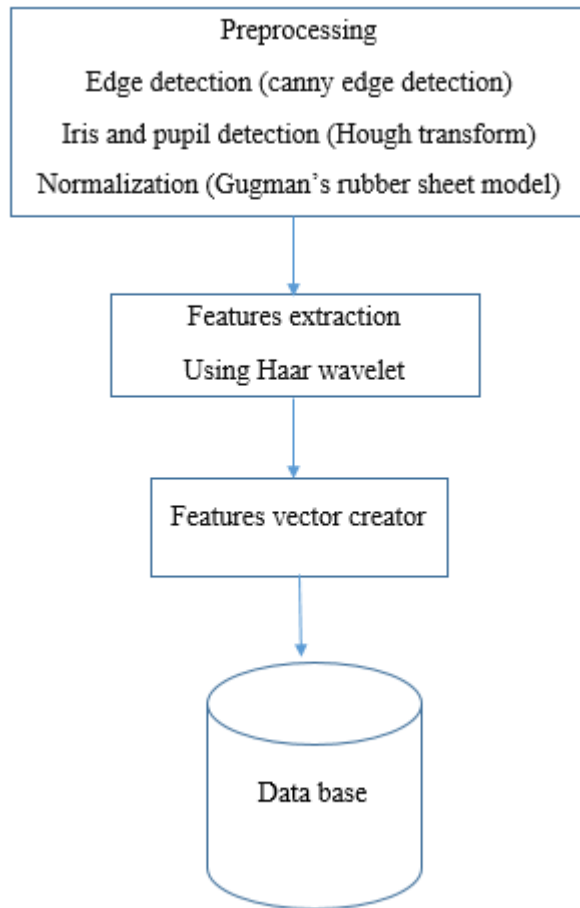 Preprocessing
Edge detection (canny edge detection)
Iris and pupil detection (Hough transform)
Normalization (Gugman's rubber sheet model)
Features extraction
Using Haar wavelet
Features vector creator
Data base